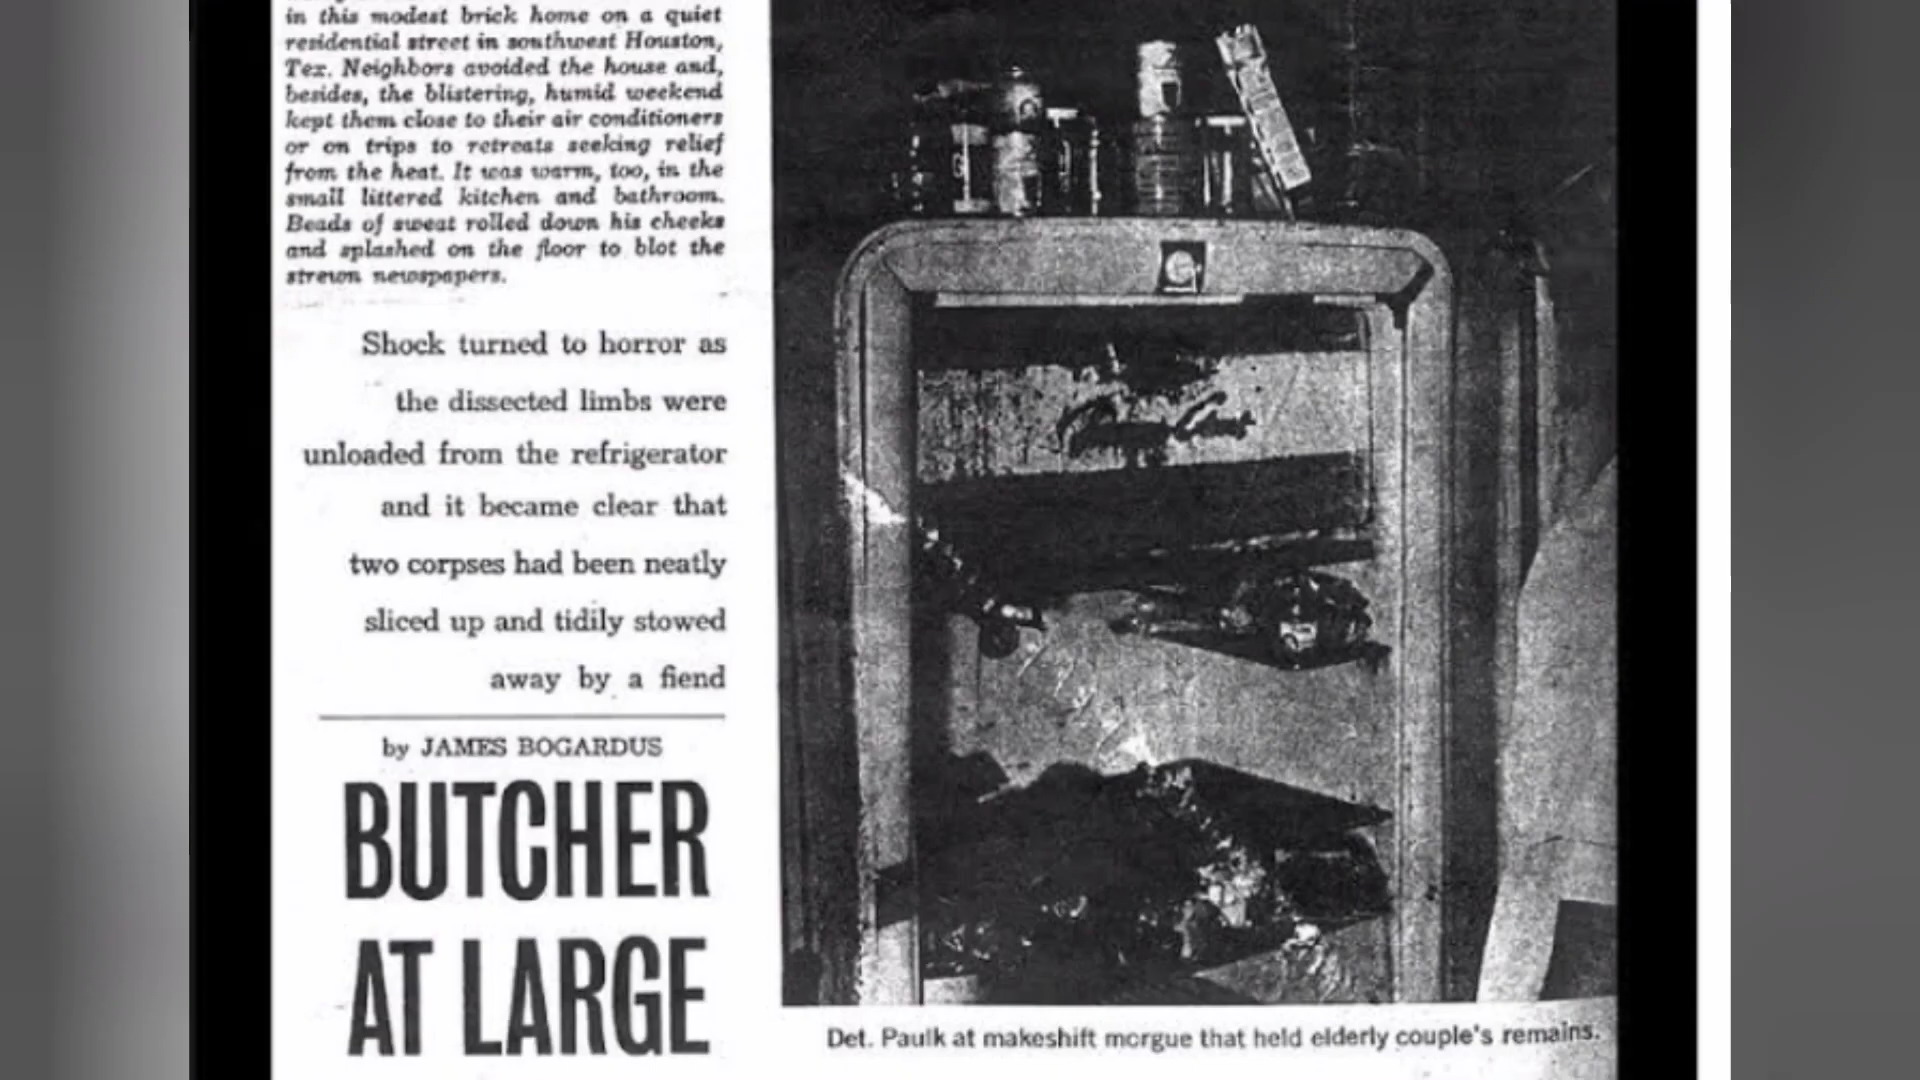 in this modest brick home on a quiet
residential street in southwest Houston,
Tex. Neighbors avoided the house and,
besides, the blistering, humid weekend
kept them close to their air conditioners
or on trips to retreats seeking relief
from the heat. It was warm, too, in the
small littered kitchen and bathroom.
Beads of sweat rolled down his cheeks
and splashed on the floor to blot the
strewn newspapers.
Shock turned to horror as
the dissected limbs were
unloaded from the refrigerator
and it became clear that
two corpses had been neatly
sliced up and tidily stowed
away by a fiend
by JAMES BOGARDUS
BUTCHER
AT LARGE
Det. Paulk at makeshift morgue that held elderly couple's remains.